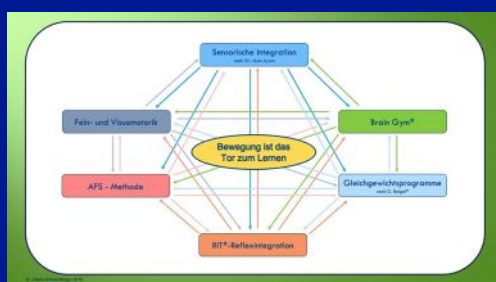 Sensorische Integration
Fein- und Visuomotorik
Brain Gym®
Bewegung ist das
Tor zum Lernen
AFS - Methode
Gleichgewichtsprogramme
RIT®-Reflexintegration